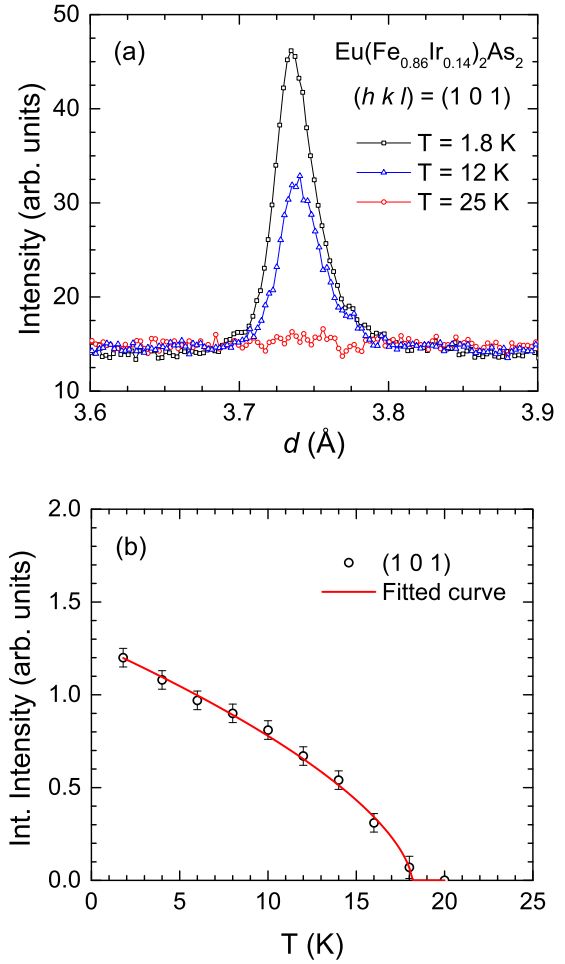 50
(a)
Eu(Fe0.86Ir0.14)2As2
(h k l) = (1 0 1)
T = 1.8 K
T = 12 K
T = 25 K
40
30
20
10
Intensity (arb. units)
3.6 3.7 3.8 3.9
d (Å)
2.0
(b)
(1 0 1)
Fitted curve
1.5
1.0
0.5
0.0
Int. Intensity (arb. units)
0 5 10 15 20 25
T (K)